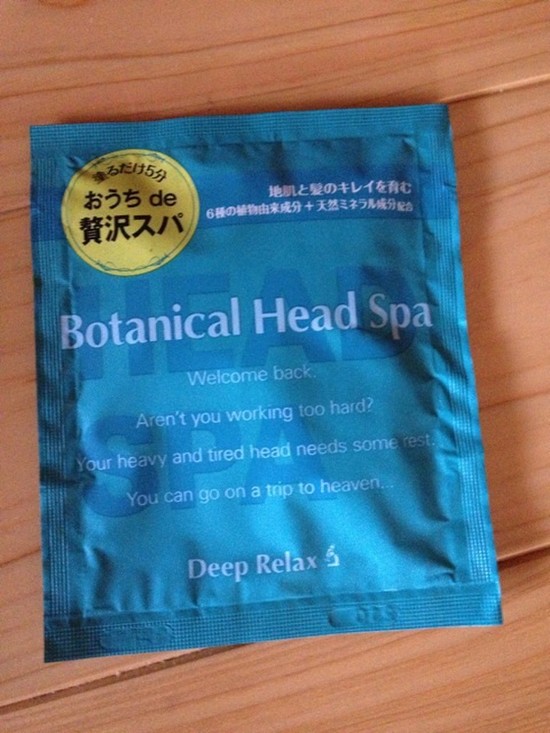 塗るだけ5分
おうち de
贅沢スパ
地肌と髪のキレイを育む
6種の植物由来成分+天然ミネラル成分配合
HEAD
SPA
Botanical Head Spa
Welcome back.
Aren't you working too hard?
Your heavy and tired head needs some rest.
You can go on a trip to heaven...
Deep Relax